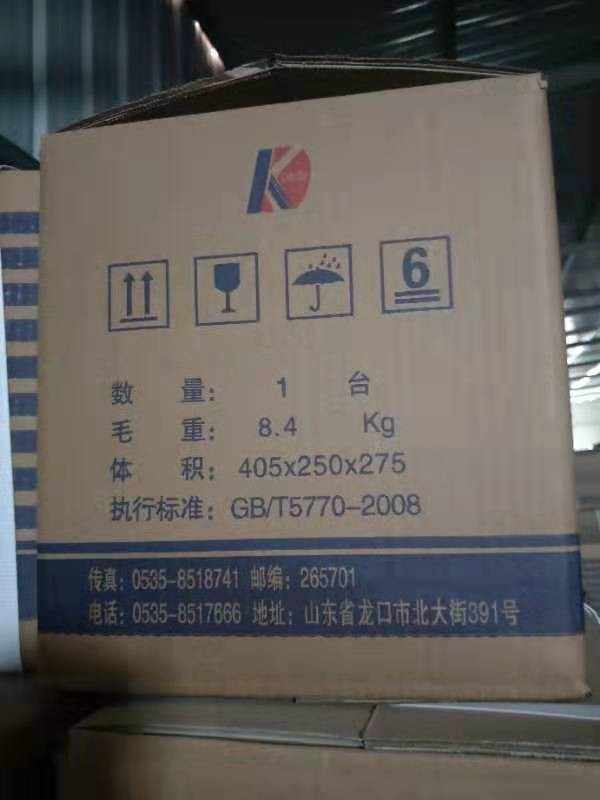 6
数 量: 1 台
毛 重: 8.4 Kg
体 积: 405x250x275
执行标准: GB/T5770-2008
传真: 0535-8518741 邮编: 265701
电话: 0535-8517666 地址: 山东省龙口市北大街391号